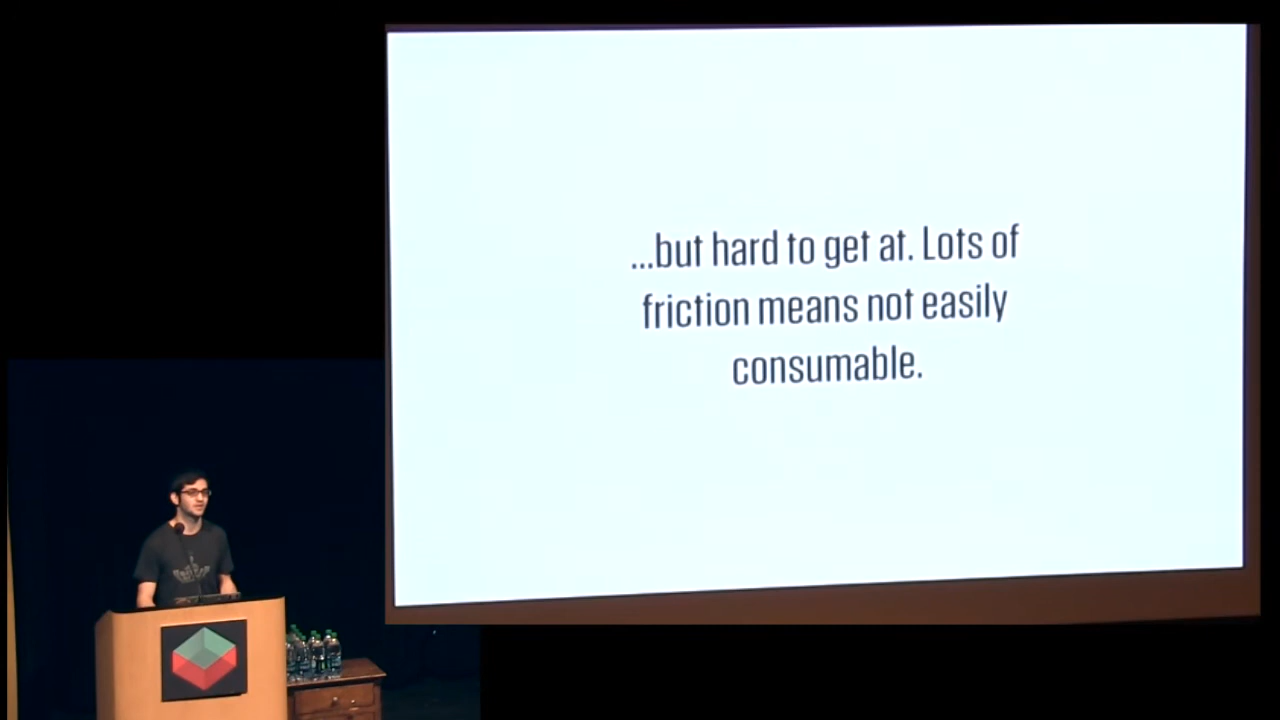 ...but hard to get at. Lots of
friction means not easily
consumable.